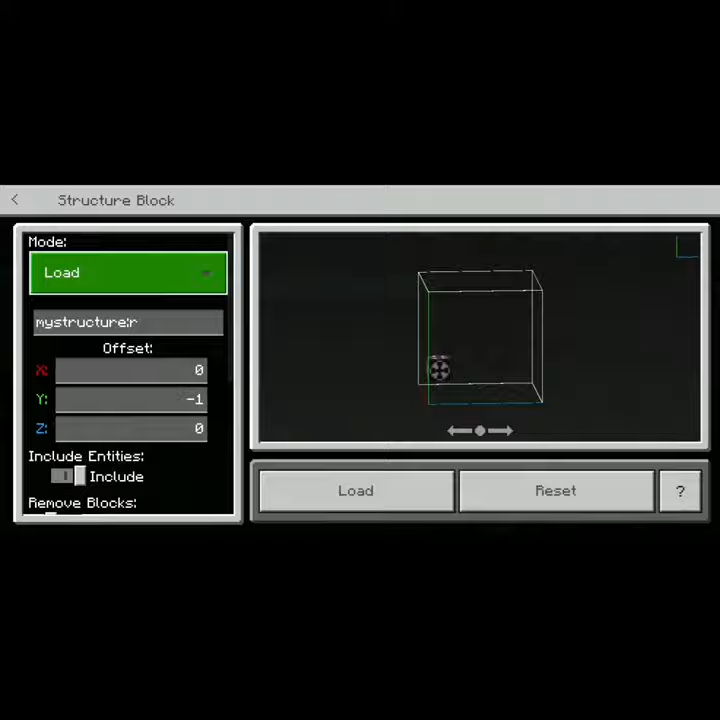 Structure Block
Mode:
Load
mystructure:r
Offset:
X: 0
Y: -1
Z: 0
Include Entities:
Include
Remove Blocks:
Load
Reset
?